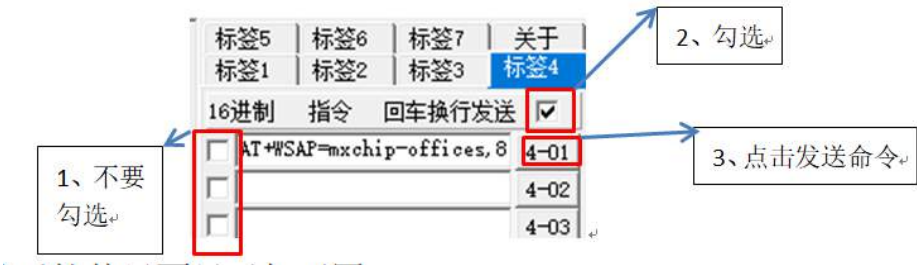 标签5 标签6 标签7 关于
标签1 标签2 标签3 标签4
16进制 指令 回车换行发送
AT+WSAP=mxchip-offices,8 4-01
4-02
4-03
1、不要
勾选
2、勾选
3、点击发送命令